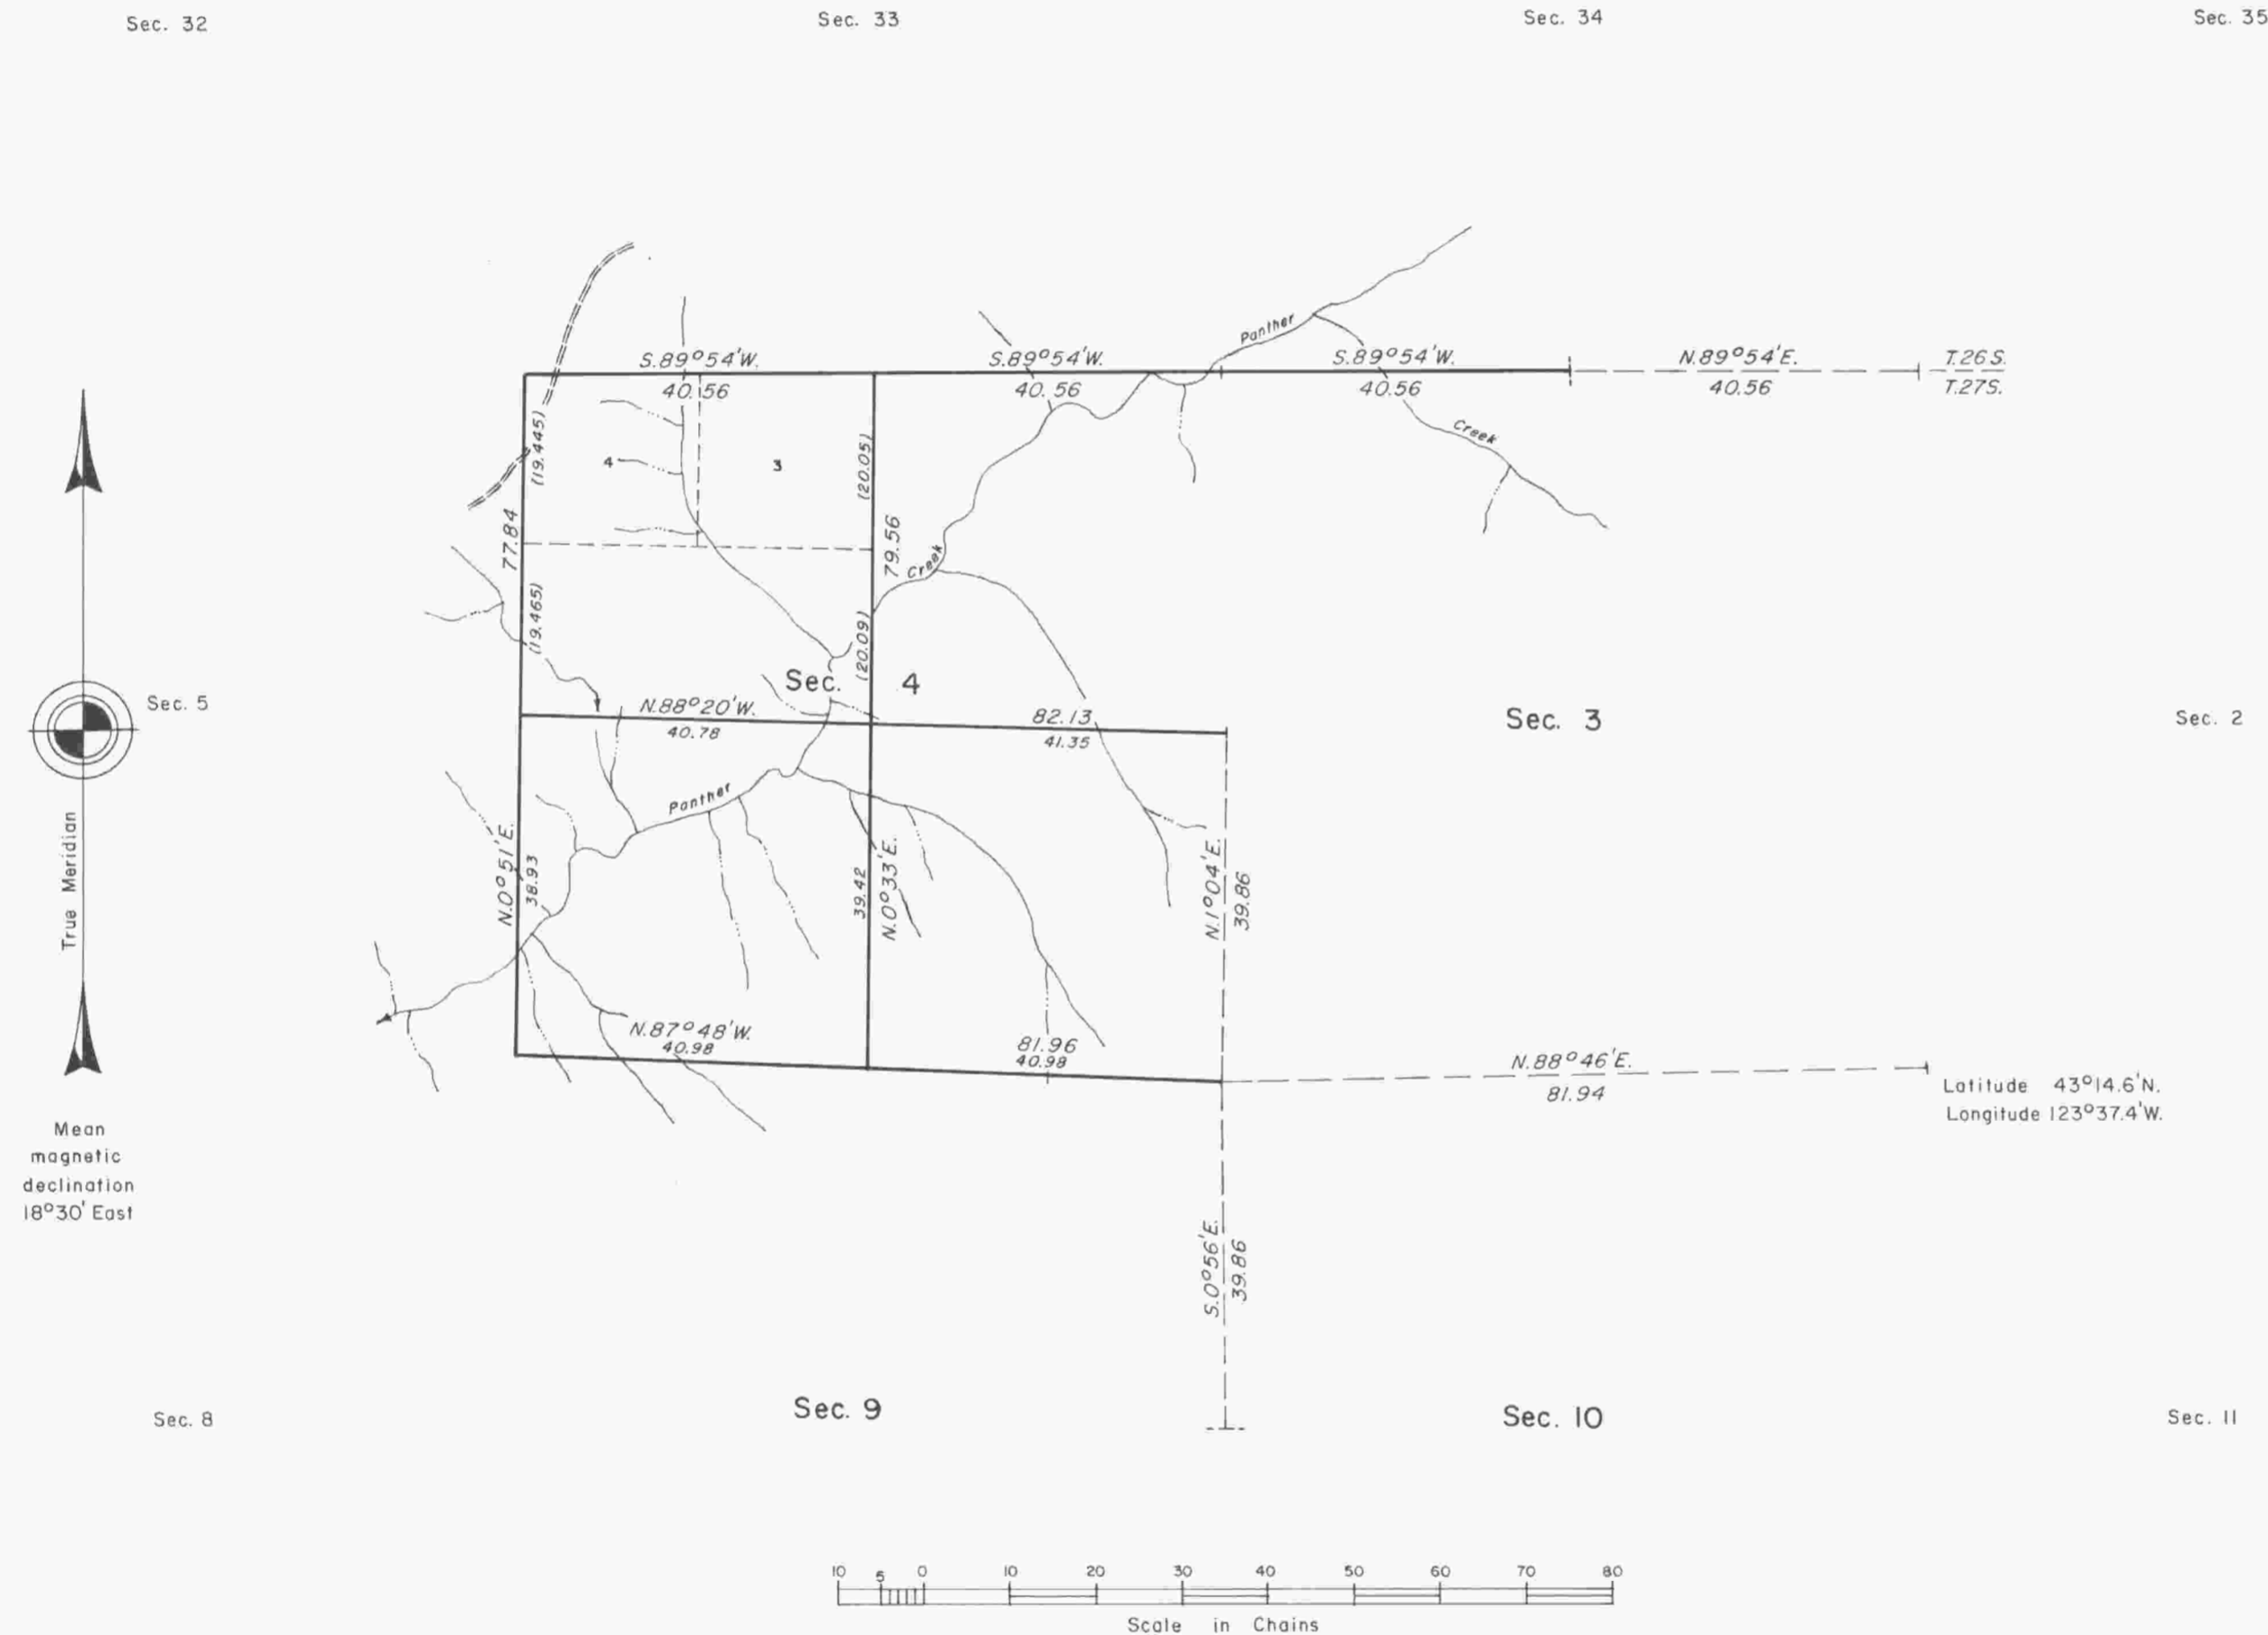 Sec. 32
Sec. 33
Sec. 34
Sec. 35
Panther
S.89°54'W.
S.89°54'W.
S.89°54'W.
N.89°54'E.
T.26S.
40.56
40.56
40.56
40.56
T.27S.
(19.445)
4
3
(20.05)
Creek
77.84
79.56
Creek
(19.465)
(20.09)
Sec. 4
Sec. 5
N.88°20'W.
82.13
Sec. 3
Sec. 2
40.78
41.35
Panther
True Meridian
N.0°51'E.
38.93
39.42
N.0°33'E.
N.1°04'E.
39.86
N.87°48'W.
40.98
81.96
40.98
N.88°46'E.
81.94
Latitude 43°14.6'N.
Longitude 123°37.4'W.
Mean
magnetic
declination
18°30' East
S.0°56'E.
39.86
Sec. 8
Sec. 9
Sec. 10
Sec. 11
10 5 0 10 20 30 40 50 60 70 80
Scale in Chains